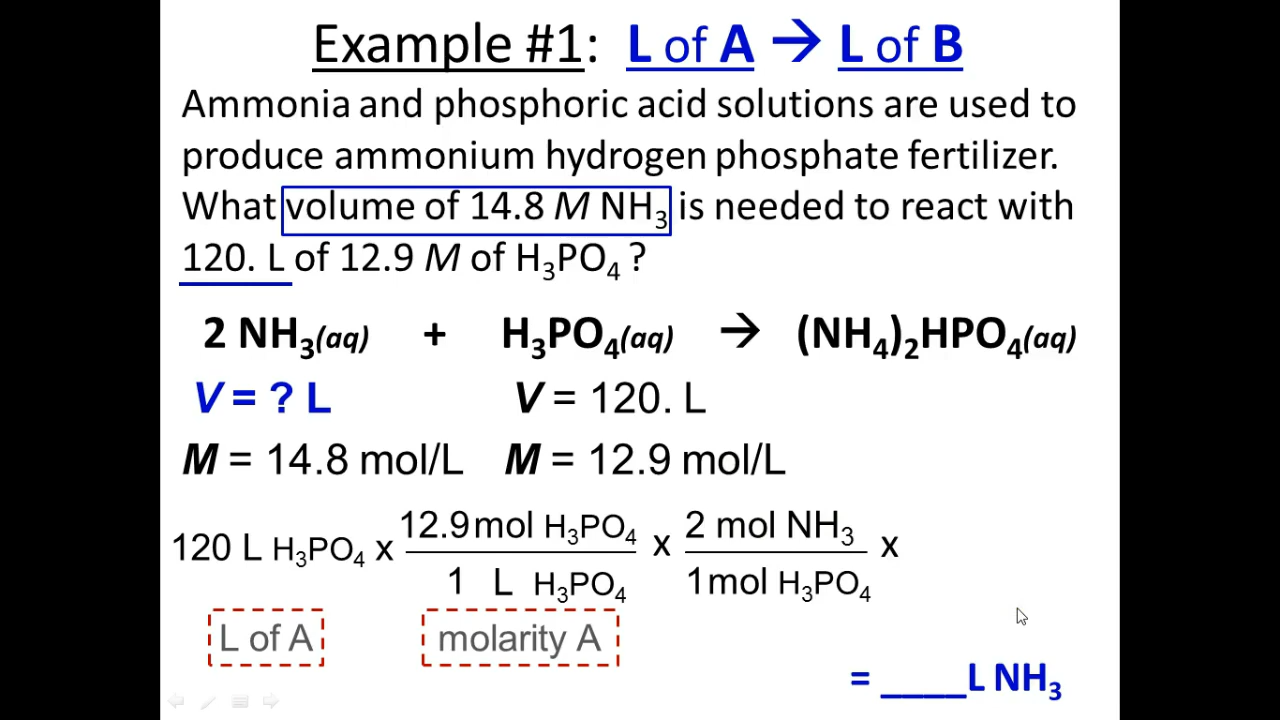 Example #1: L of A → L of B
Ammonia and phosphoric acid solutions are used to
produce ammonium hydrogen phosphate fertilizer.
What volume of 14.8 M NH₃ is needed to react with
120. L of 12.9 M of H₃PO₄ ?
2 NH₃(aq) + H₃PO₄(aq) → (NH₄)₂HPO₄(aq)
V = ? L V = 120. L
M = 14.8 mol/L M = 12.9 mol/L
12.9 mol H₃PO₄ 2 mol NH₃
120 L H₃PO₄ x x x
1 L H₃PO₄ 1 mol H₃PO₄
L of A molarity A
= ____L NH₃